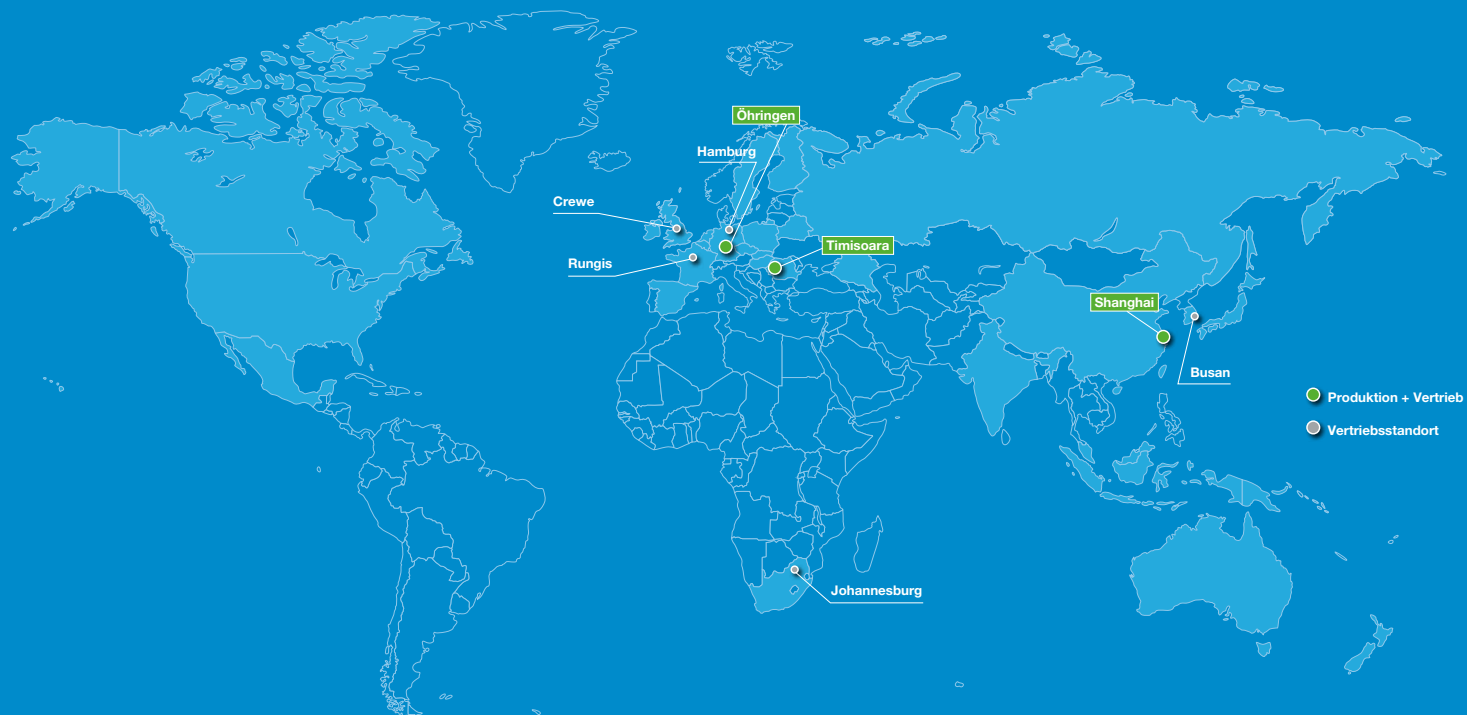 Öhringen
Hamburg
Crewe
Timisoara
Rungis
Shanghai
Busan
Produktion + Vertrieb
Vertriebsstandort
Johannesburg